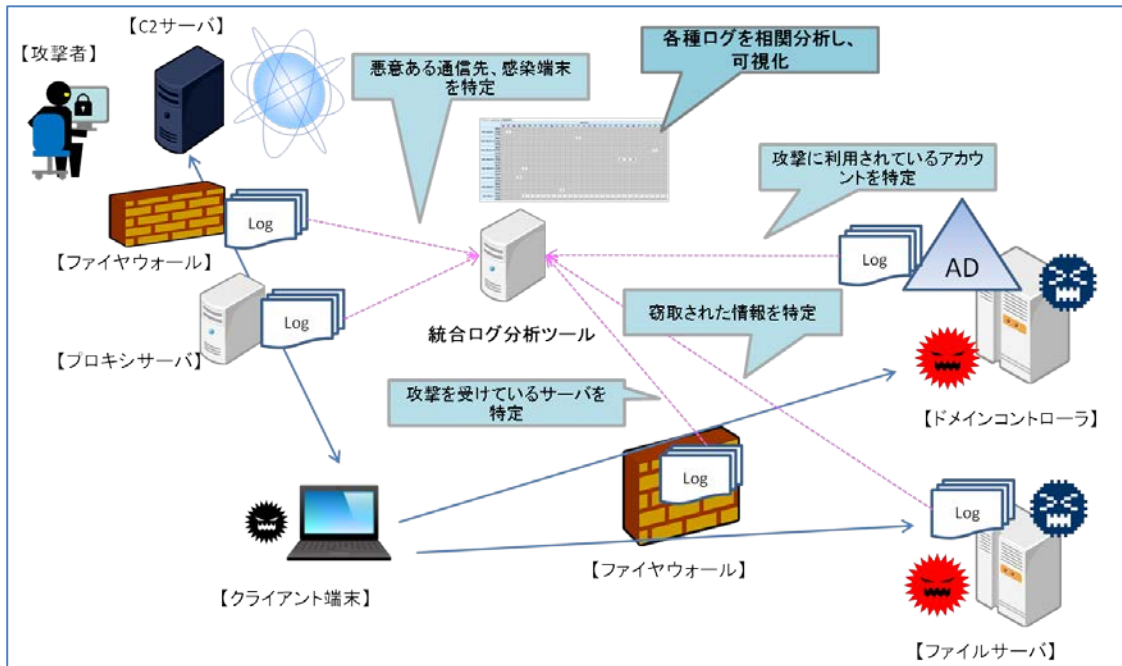 【C2サーバ】
【攻撃者】
悪意ある通信先、感染端末
を特定
各種ログを相関分析し、
可視化
攻撃に利用されているアカウ
ントを特定
Log
【ファイヤウォール】
Log
【プロキシサーバ】
統合ログ分析ツール
Log
AD
窃取された情報を特定
攻撃を受けているサーバを
特定
【ドメインコントローラ】
Log
【ファイヤウォール】
Log
【クライアント端末】
【ファイルサーバ】